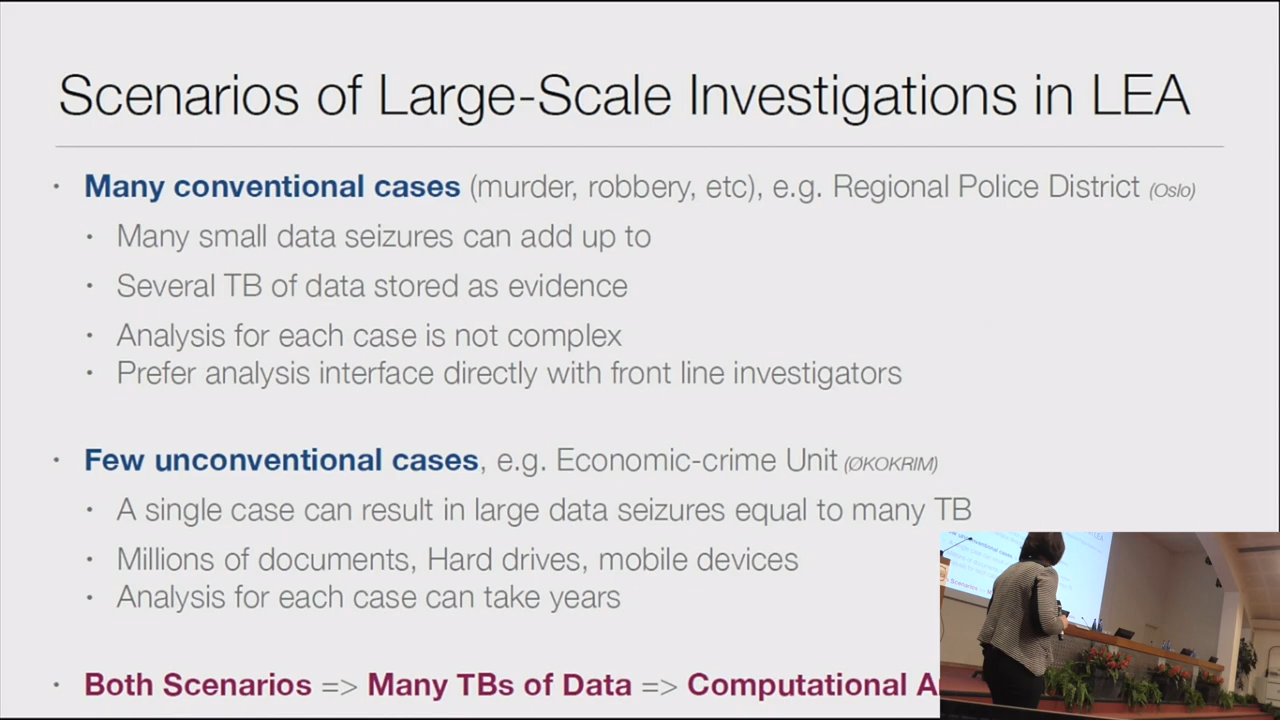 Scenarios of Large-Scale Investigations in LEA
• Many conventional cases (murder, robbery, etc), e.g. Regional Police District (Oslo)
• Many small data seizures can add up to
• Several TB of data stored as evidence
• Analysis for each case is not complex
• Prefer analysis interface directly with front line investigators
• Few unconventional cases, e.g. Economic-crime Unit (ØKOKRIM)
• A single case can result in large data seizures equal to many TB
• Millions of documents, Hard drives, mobile devices
• Analysis for each case can take years
• Both Scenarios => Many TBs of Data => Computational